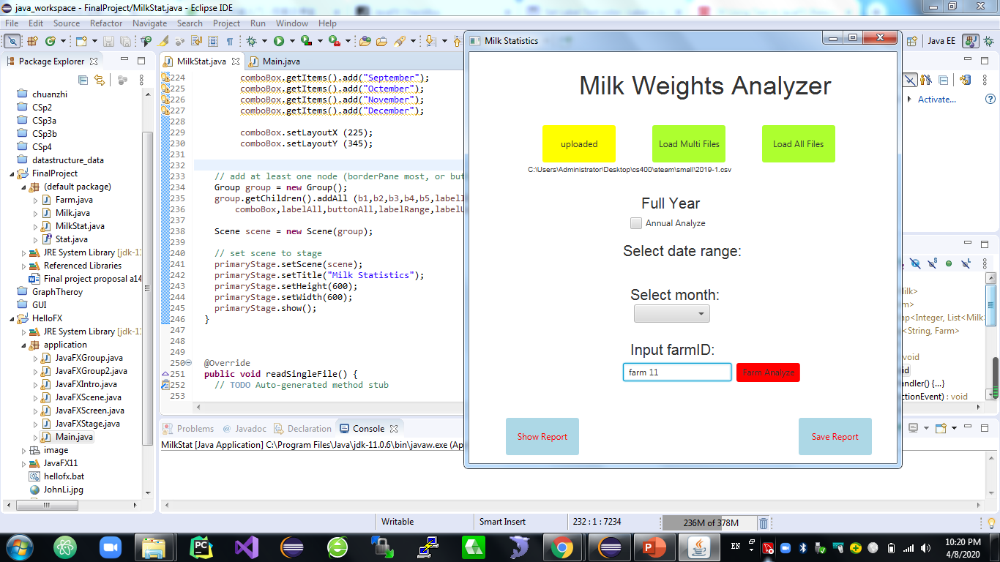 java_workspace - FinalProject/MilkStat.java - Eclipse IDE
File Edit Source Refactor Navigate Search Project Run Window Help
Java EE
Package Explorer
chuanzhi
CSp2
CSp3a
CSp3b
CSp4
datastructure_data
FinalProject
(default package)
Farm.java
Milk.java
MilkStat.java
Stat.java
JRE System Library [jdk-11
Referenced Libraries
Final project proposal a14
GraphTheroy
GUI
HelloFX
JRE System Library [jdk-11
application
JavaFXGroup.java
JavaFXGroup2.java
JavaFXIntro.java
JavaFXScene.java
JavaFXScreen.java
JavaFXStage.java
Main.java
image
JavaFX11
hellofx.bat
JohnLi.jpg
MilkStat.java Main.java
224 comboBox.getItems().add("September");
225 comboBox.getItems().add("Octember");
226 comboBox.getItems().add("November");
227 comboBox.getItems().add("December");
228
229 comboBox.setLayoutX (225);
230 comboBox.setLayoutY (345);
231
232
233 // add at least one node (borderPane most, or but
234 Group group = new Group();
235 group.getChildren().addAll (b1,b2,b3,b4,b5,label
236 comboBox,labelAll,buttonAll,labelRange,label
237
238 Scene scene = new Scene(group);
239
240 // set scene to stage
241 primaryStage.setScene(scene);
242 primaryStage.setTitle("Milk Statistics");
243 primaryStage.setHeight(600);
244 primaryStage.setWidth(600);
245 primaryStage.show();
246 }
247
248
249
250 @Override
251 public void readSingleFile() {
252 // TODO Auto-generated method stub
253
Problems @ Javadoc Declaration Console
MilkStat [Java Application] C:\Program Files\Java\jdk-11.0.6\bin\javaw.exe (Ap
Milk Statistics
Milk Weights Analyzer
uploaded Load Multi Files Load All Files
C:\Users\Administrator\Desktop\cs400\ateam\small\2019-1.csv
Full Year
Annual Analyze
Select date range:
Select month:
Input farmID:
farm 11 Farm Analyze
Show Report Save Report
Activate...
ilk>
m>
ap<Integer, List<Milk
<String, Farm>
void
id
andler() {...}
ctionEvent) : void
Writable Smart Insert 232 : 1 : 7234 236M of 378M
EN 10:20 PM
4/8/2020